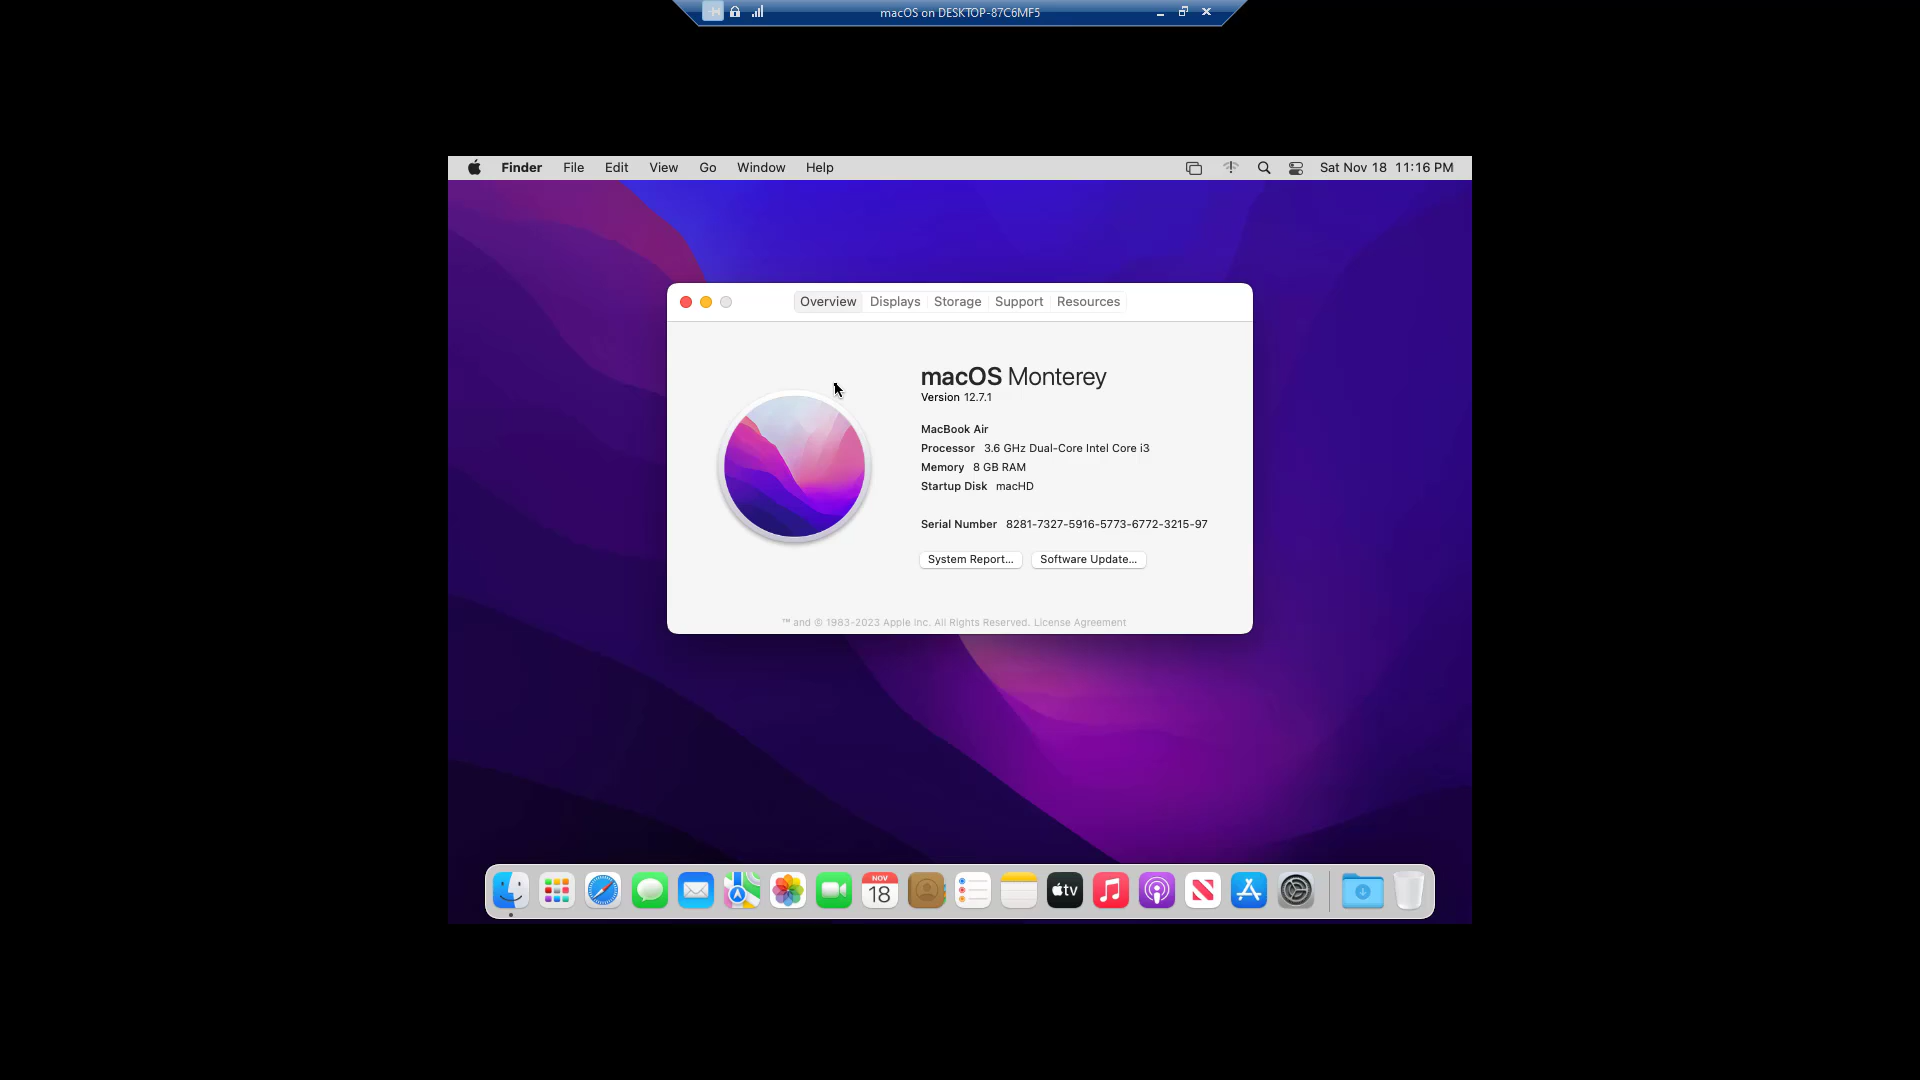 macOS on DESKTOP-87C6MF5
Finder File Edit View Go Window Help Sat Nov 18 11:16 PM
Overview Displays Storage Support Resources
macOS Monterey
Version 12.7.1
MacBook Air
Processor 3.6 GHz Dual-Core Intel Core i3
Memory 8 GB RAM
Startup Disk macHD
Serial Number 8281-7327-5916-5773-6772-3215-97
System Report... Software Update...
™ and © 1983-2023 Apple Inc. All Rights Reserved. License Agreement
NOV
18
tv